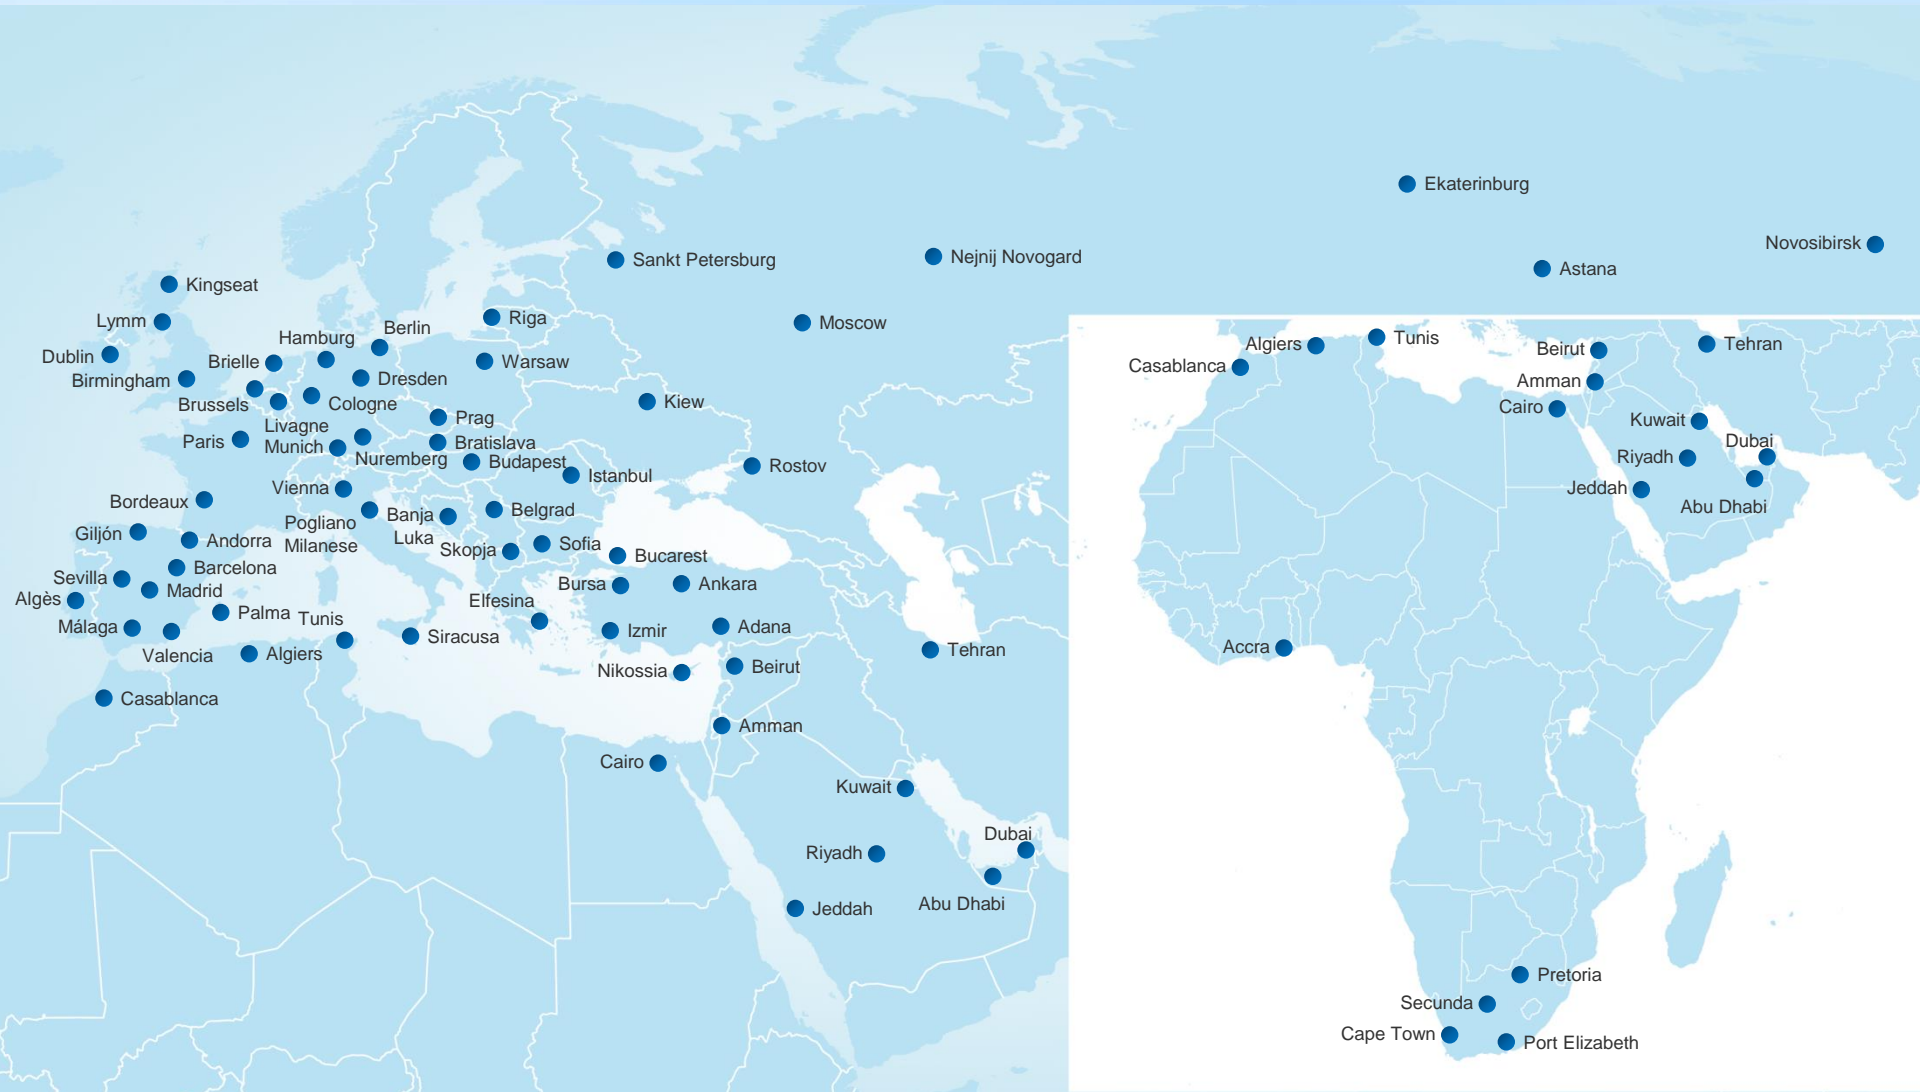 Ekaterinburg
Novosibirsk
Sankt Petersburg
Nejnij Novogard
Astana
Kingseat
Lymm
Riga
Moscow
Hamburg
Berlin
Dublin
Brielle
Warsaw
Birmingham
Dresden
Brussels
Cologne
Kiew
Livagne
Prag
Paris
Munich
Bratislava
Nuremberg
Budapest
Rostov
Istanbul
Vienna
Bordeaux
Pogliano
Milanese
Banja
Luka
Belgrad
Giljón
Andorra
Skopja
Sofia
Bucarest
Barcelona
Sevilla
Madrid
Bursa
Ankara
Algès
Elfesina
Palma
Tunis
Málaga
Siracusa
Izmir
Adana
Valencia
Algiers
Tehran
Nikossia
Beirut
Casablanca
Amman
Cairo
Kuwait
Dubai
Riyadh
Abu Dhabi
Jeddah
Algiers
Tunis
Beirut
Tehran
Casablanca
Amman
Cairo
Kuwait
Dubai
Riyadh
Jeddah
Abu Dhabi
Accra
Pretoria
Secunda
Cape Town
Port Elizabeth